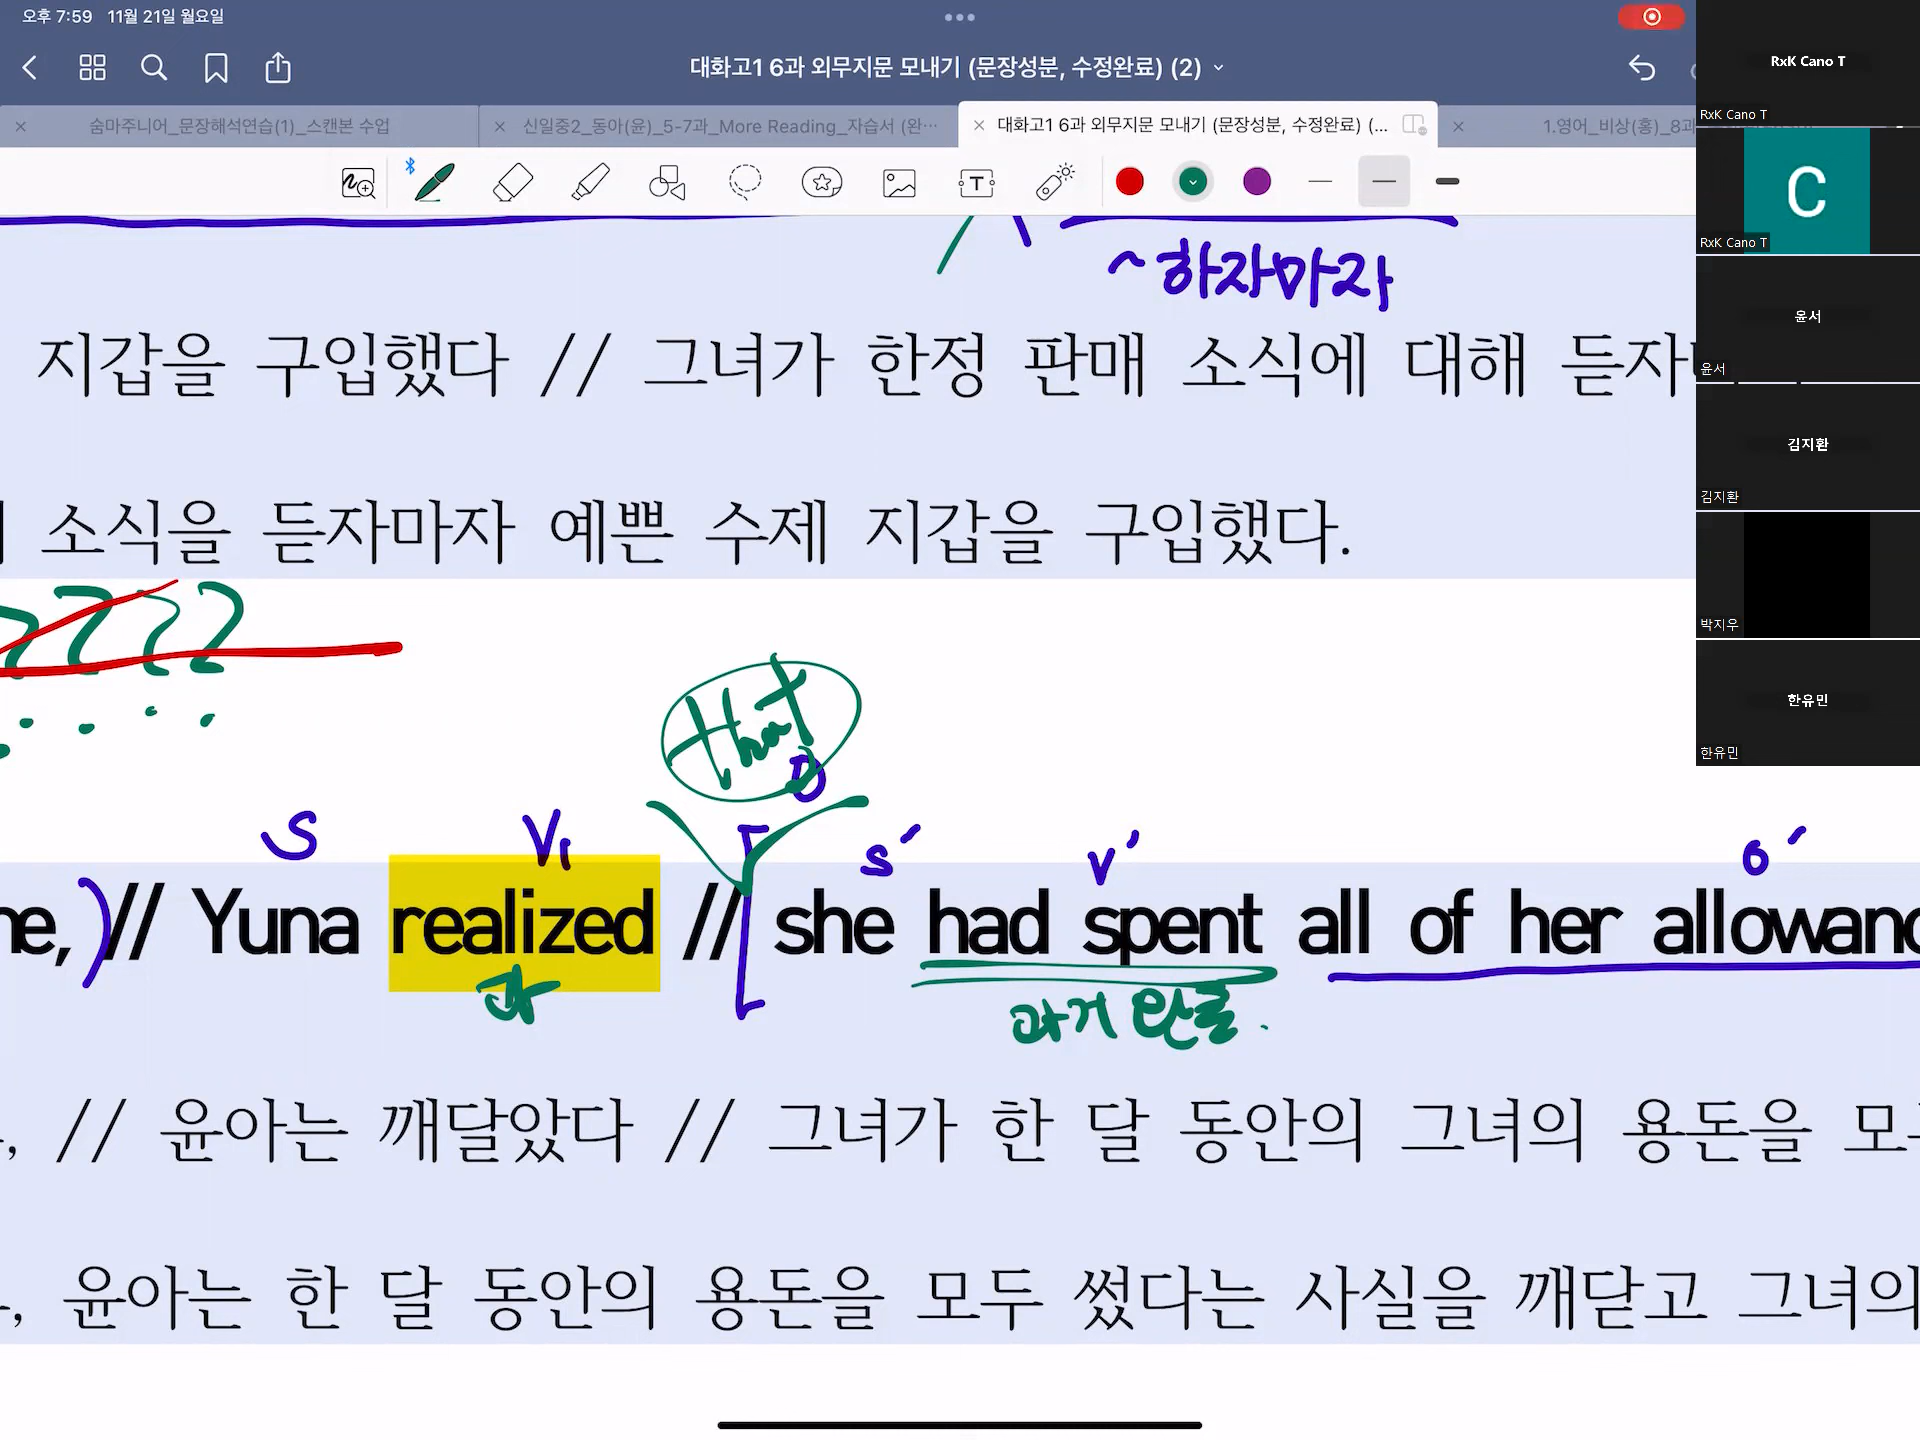 오후 7:59 11월 21일 월요일
대화고1 6과 외무지문 모내기 (문장성분, 수정완료) (2)
숨마주니어_문장해석연습(1)_스캔본 수업
신일중2_동아(윤)_5-7과_More Reading_자습서 (완…
대화고1 6과 외무지문 모내기 (문장성분, 수정완료) (…
1.영어_비상(홍)_8과
~하자마자
지갑을 구입했다 // 그녀가 한정 판매 소식에 대해 듣자
소식을 듣자마자 예쁜 수제 지갑을 구입했다.
that
S V₁ s′ v′ o′
// Yuna realized // she had spent all of her
과 과거 완료.
// 윤아는 깨달았다 // 그녀가 한 달 동안의 그녀의 용돈을
윤아는 한 달 동안의 용돈을 모두 썼다는 사실을 깨닫고 그녀의
RxK Cano T
RxK Cano T
C
RxK Cano T
윤서
윤서
김지환
김지환
박지우
한유민
한유민